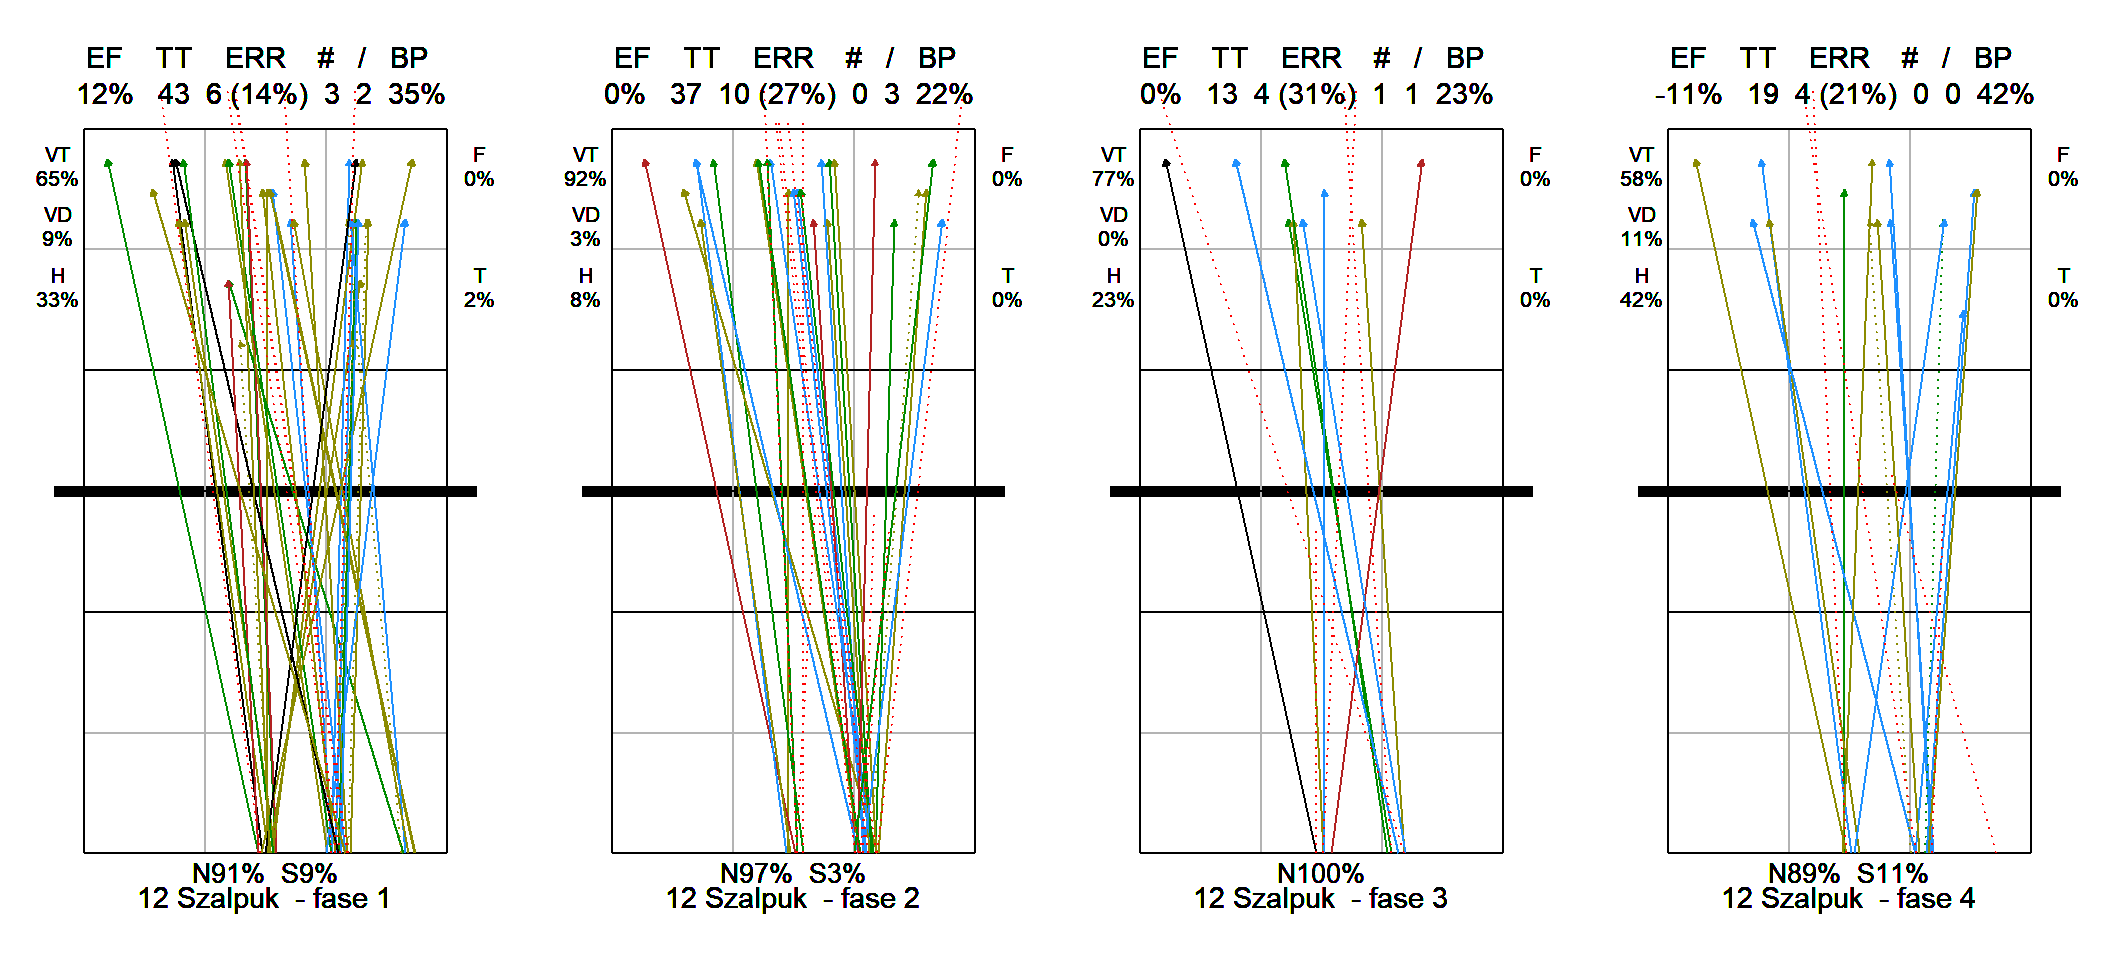 EF TT ERR # / BP
12% 43 6 (14%) 3 2 35%
VT
65%
VD
9%
H
33%
F
0%
T
2%
N91% S9%
12 Szalpuk - fase 1
EF TT ERR # / BP
0% 37 10 (27%) 0 3 22%
VT
92%
VD
3%
H
8%
F
0%
T
0%
N97% S3%
12 Szalpuk - fase 2
EF TT ERR # / BP
0% 13 4 (31%) 1 1 23%
VT
77%
VD
0%
H
23%
F
0%
T
0%
N100%
12 Szalpuk - fase 3
EF TT ERR # / BP
-11% 19 4 (21%) 0 0 42%
VT
58%
VD
11%
H
42%
F
0%
T
0%
N89% S11%
12 Szalpuk - fase 4